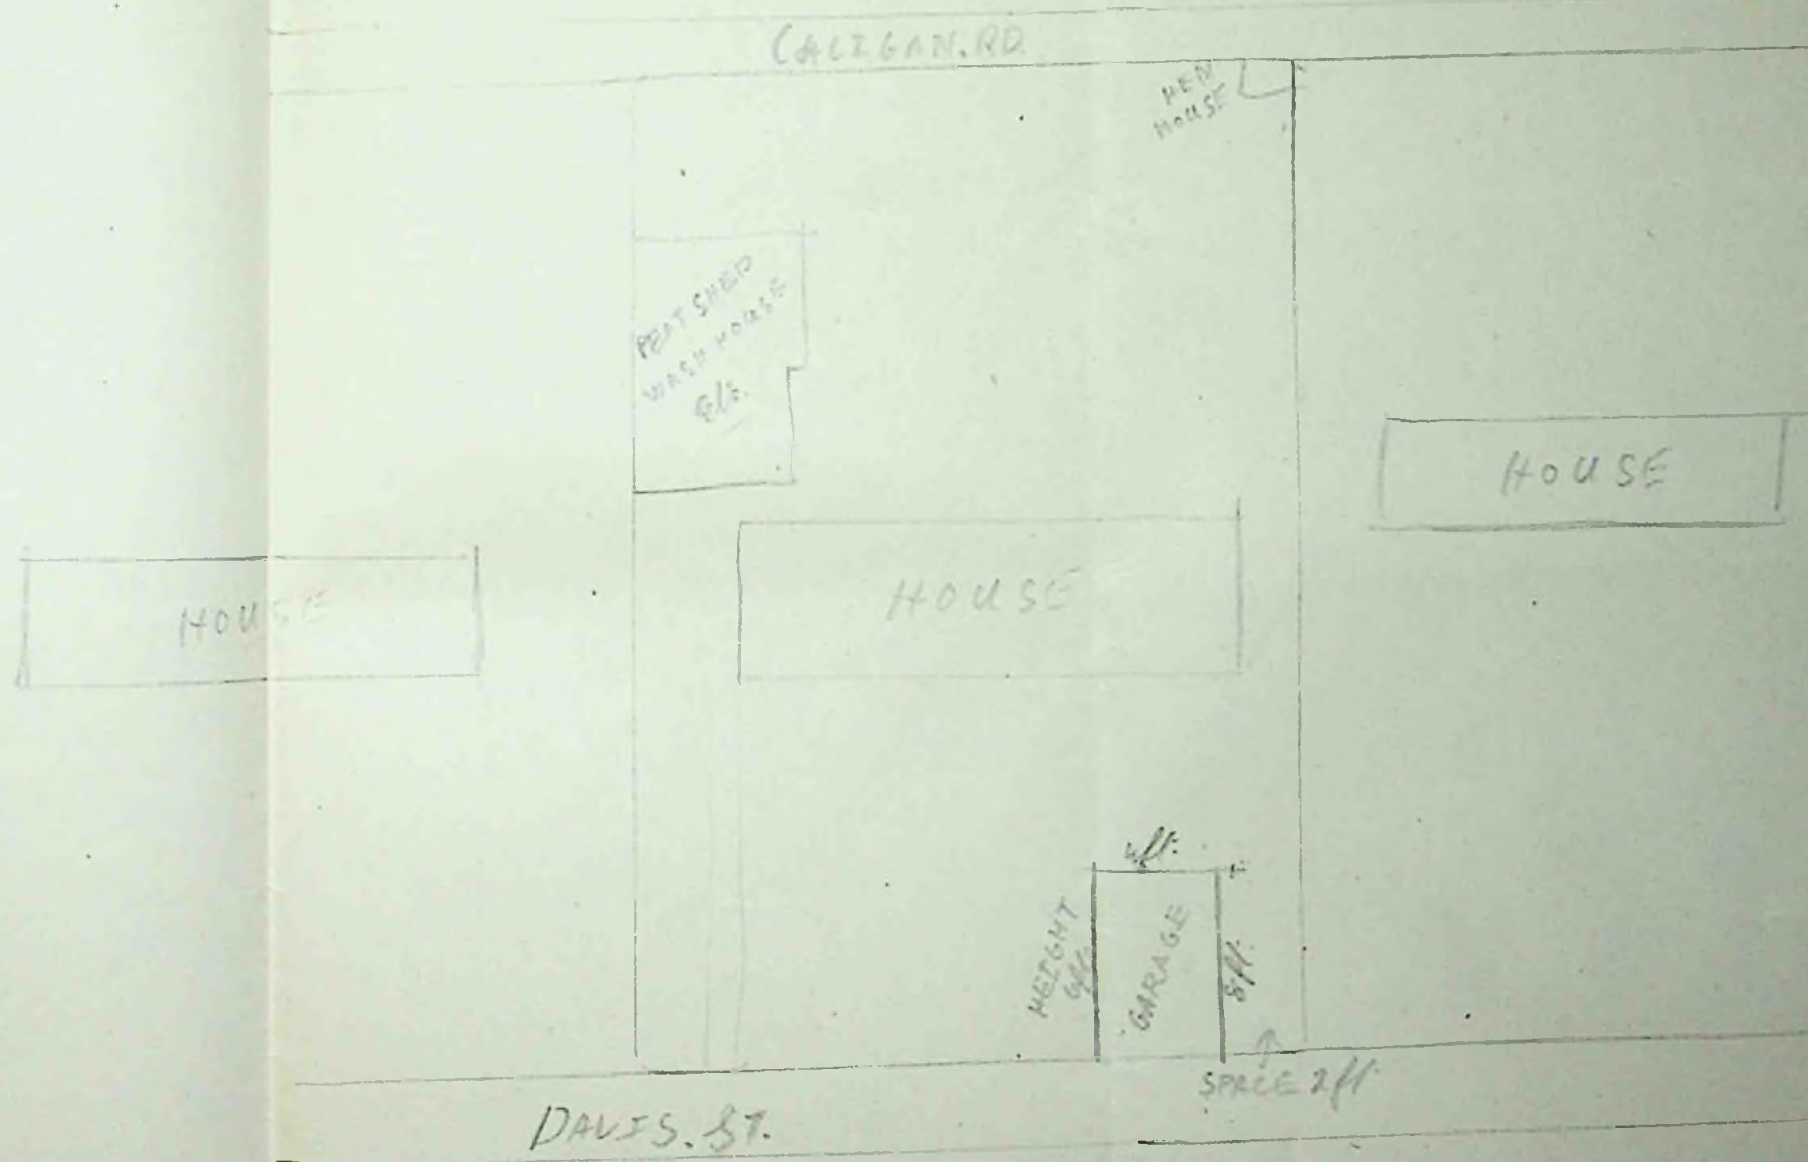 CALIGAN. RD.
HEN
HOUSE
PEAT SHED
WASH HOUSE
HOUSE
HOUSE
HOUSE
4ft.
HEIGHT
GARAGE
8ft.
SPACE 2ft.
DAVIS. ST.